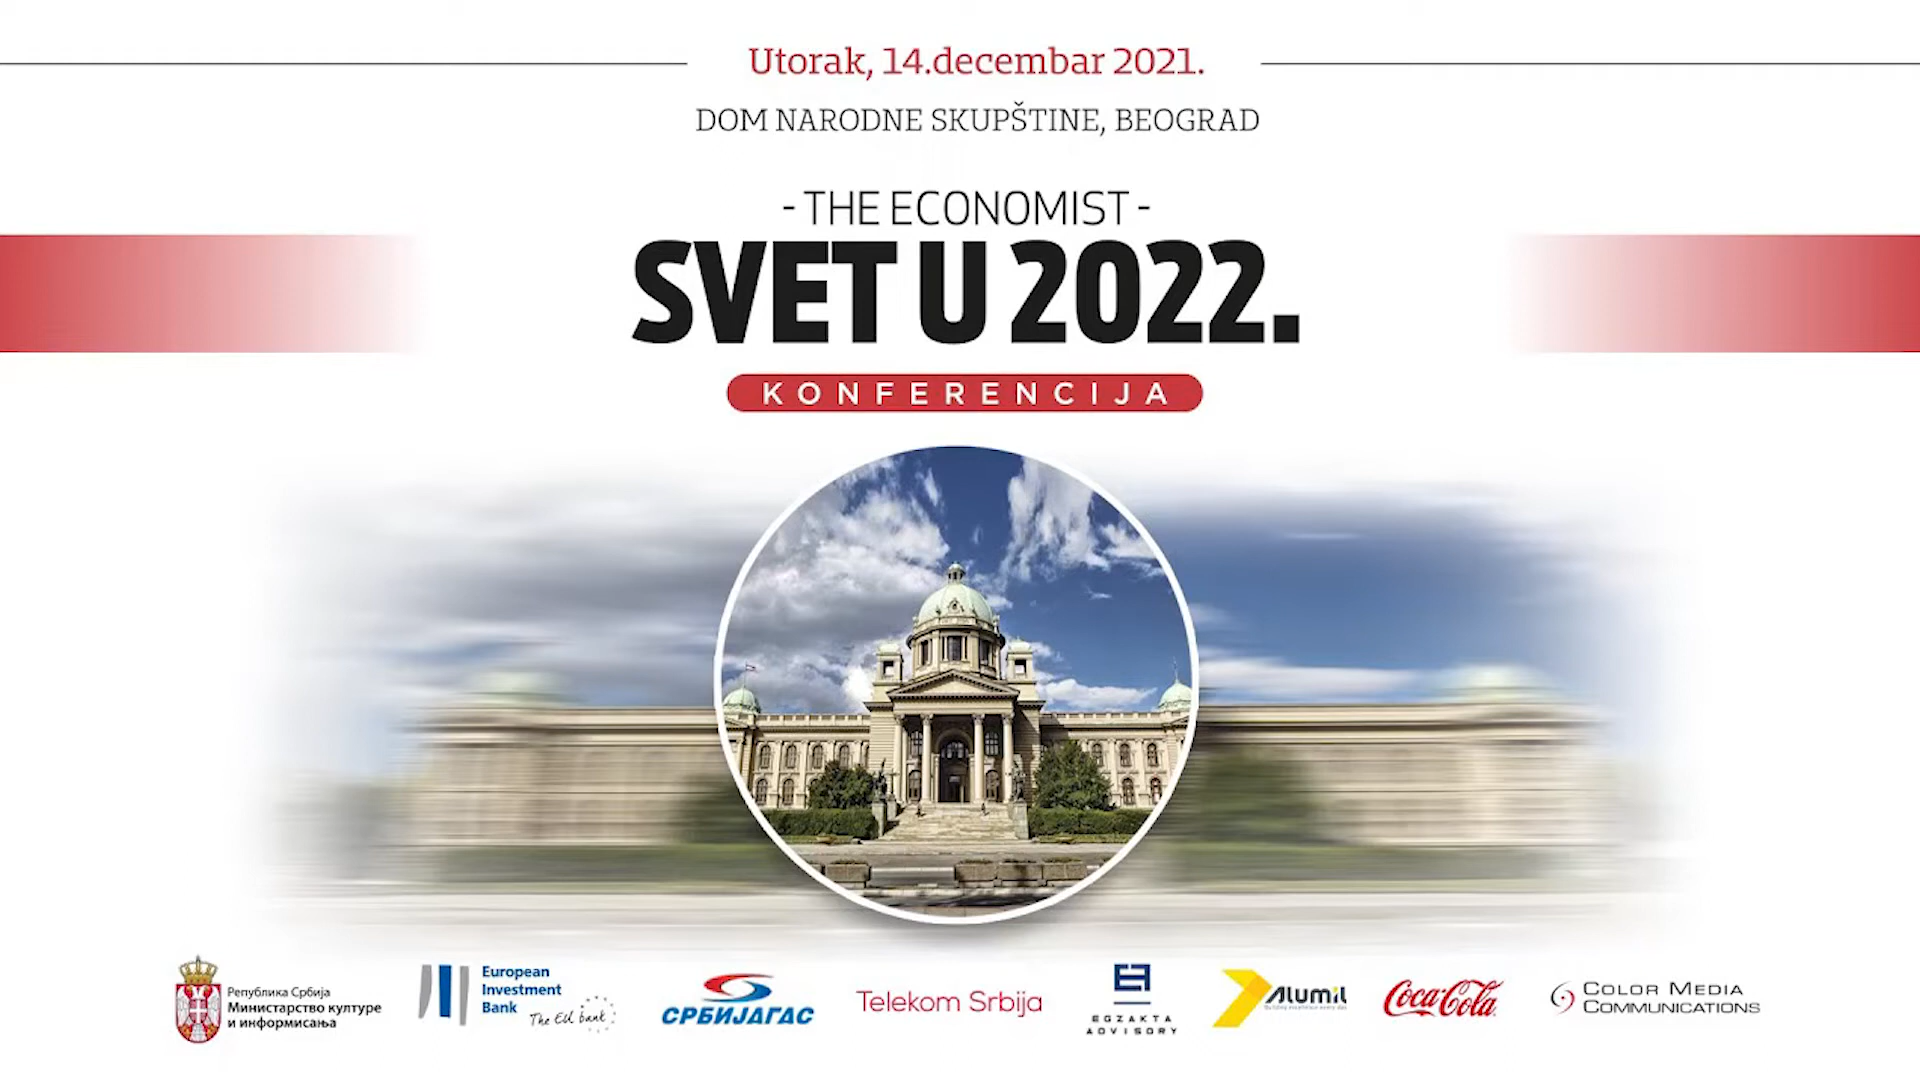 Utorak, 14.decembar 2021.
DOM NARODNE SKUPŠTINE, BEOGRAD
- THE ECONOMIST -
SVET U 2022.
KONFERENCIJA
Република Србија
Министарство културе
и информисања
European
Investment
Bank
The EU bank
СРБИЈАГАС
Telekom Srbija
EGZAKTA
ADVISORY
Alumil
Coca-Cola
COLOR MEDIA
COMMUNICATIONS